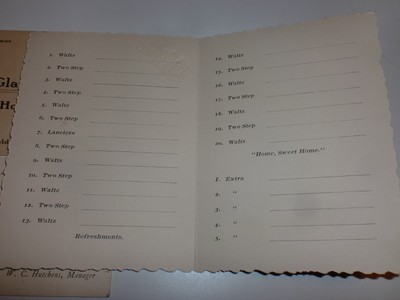 Gla
Ho
1. Waltz
2. Two Step
3. Waltz
4. Two Step
5. Waltz
6. Two Step
7. Lanciers
8. Two Step
9. Waltz
10. Two Step
11. Waltz
12. Two Step
13. Waltz
Refreshments.
W. C. Hutchens, Manager
14. Waltz
15. Two Step
16. Waltz
17. Two Step
18. Waltz
19. Two Step
20. Waltz
"Home, Sweet Home."
1. Extra
2. "
3. "
4. "
5. "